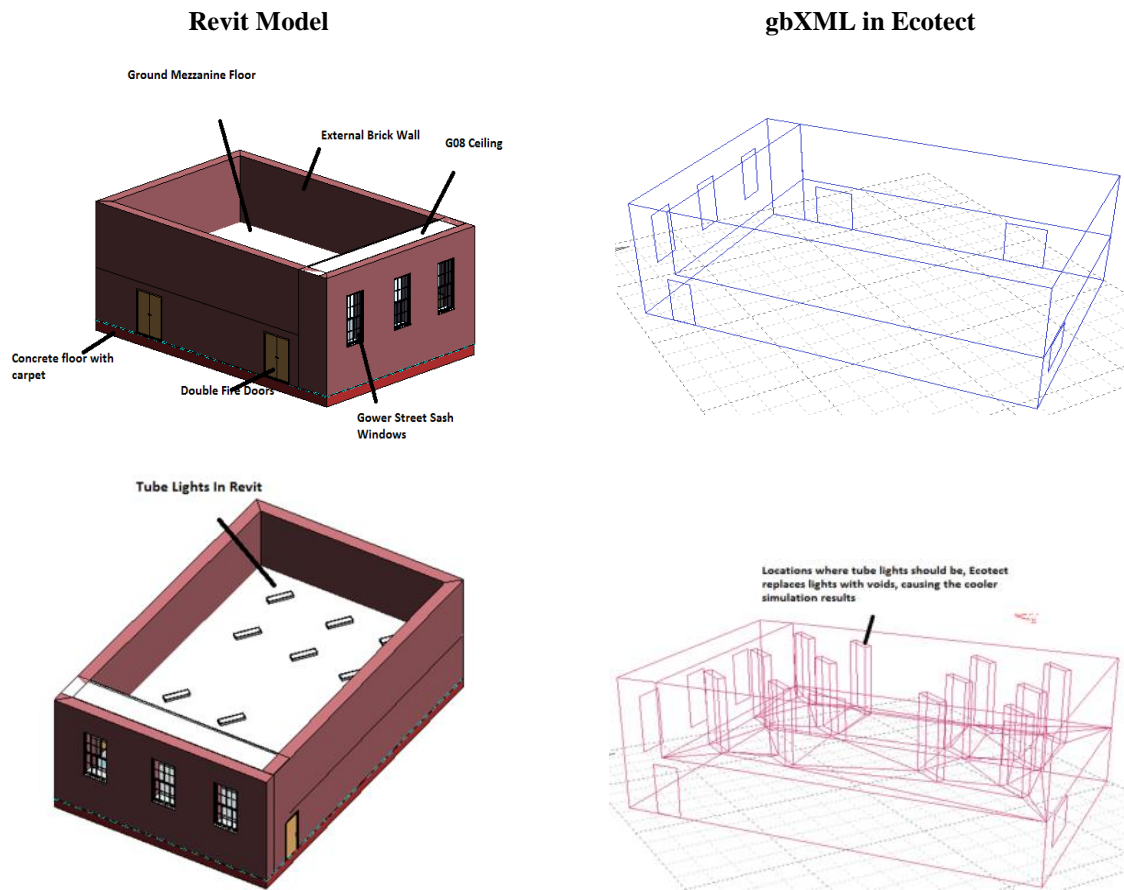 Revit Model
gbXML in Ecotect
Ground Mezzanine Floor
External Brick Wall
G08 Ceiling
Concrete floor with
carpet
Double Fire Doors
Gower Street Sash
Windows
Tube Lights In Revit
Locations where tube lights should be, Ecotect
replaces lights with voids, causing the cooler
simulation results